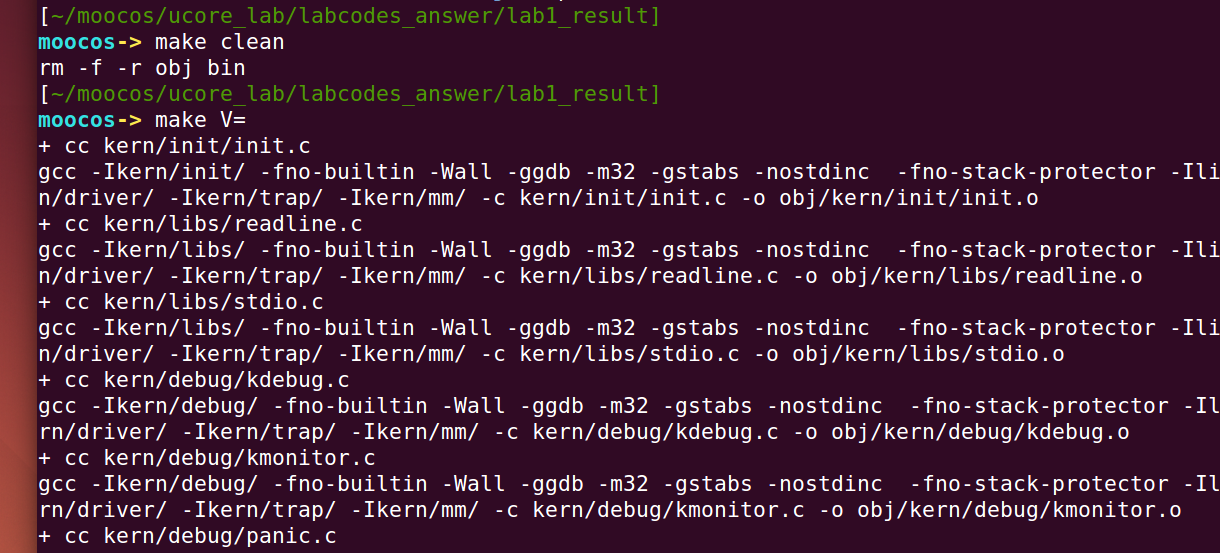 [~/moocos/ucore_lab/labcodes_answer/lab1_result]
moocos-> make clean
rm -f -r obj bin
[~/moocos/ucore_lab/labcodes_answer/lab1_result]
moocos-> make V=
+ cc kern/init/init.c
gcc -Ikern/init/ -fno-builtin -Wall -ggdb -m32 -gstabs -nostdinc  -fno-stack-protector -Ili
n/driver/ -Ikern/trap/ -Ikern/mm/ -c kern/init/init.c -o obj/kern/init/init.o
+ cc kern/libs/readline.c
gcc -Ikern/libs/ -fno-builtin -Wall -ggdb -m32 -gstabs -nostdinc  -fno-stack-protector -Ili
n/driver/ -Ikern/trap/ -Ikern/mm/ -c kern/libs/readline.c -o obj/kern/libs/readline.o
+ cc kern/libs/stdio.c
gcc -Ikern/libs/ -fno-builtin -Wall -ggdb -m32 -gstabs -nostdinc  -fno-stack-protector -Ili
n/driver/ -Ikern/trap/ -Ikern/mm/ -c kern/libs/stdio.c -o obj/kern/libs/stdio.o
+ cc kern/debug/kdebug.c
gcc -Ikern/debug/ -fno-builtin -Wall -ggdb -m32 -gstabs -nostdinc  -fno-stack-protector -Il
rn/driver/ -Ikern/trap/ -Ikern/mm/ -c kern/debug/kdebug.c -o obj/kern/debug/kdebug.o
+ cc kern/debug/kmonitor.c
gcc -Ikern/debug/ -fno-builtin -Wall -ggdb -m32 -gstabs -nostdinc  -fno-stack-protector -Il
rn/driver/ -Ikern/trap/ -Ikern/mm/ -c kern/debug/kmonitor.c -o obj/kern/debug/kmonitor.o
+ cc kern/debug/panic.c